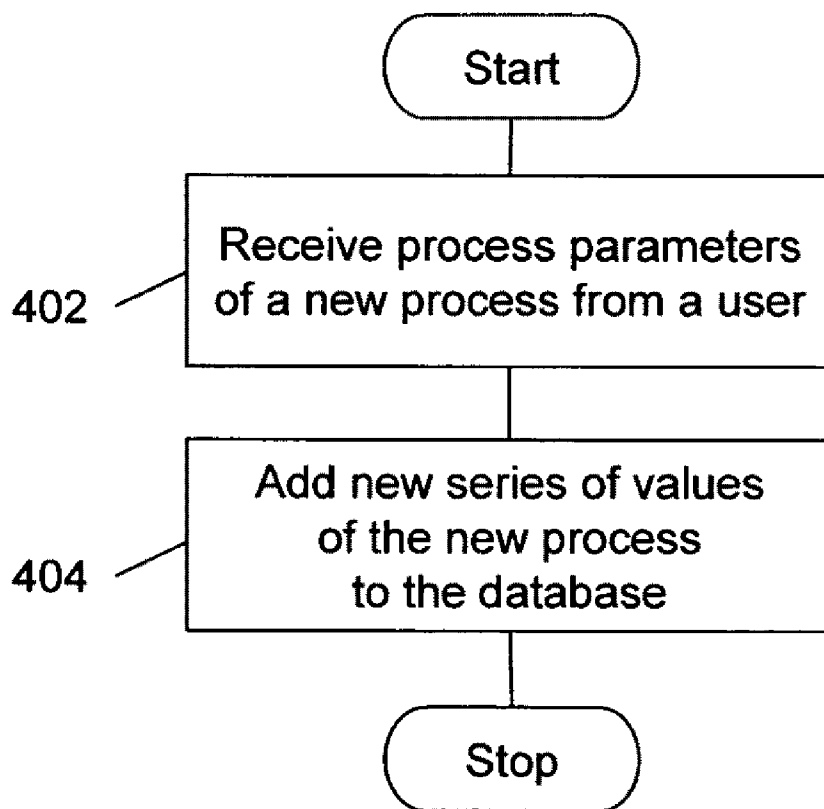 Start
402
Receive process parameters
of a new process from a user
404
Add new series of values
of the new process
to the database
Stop